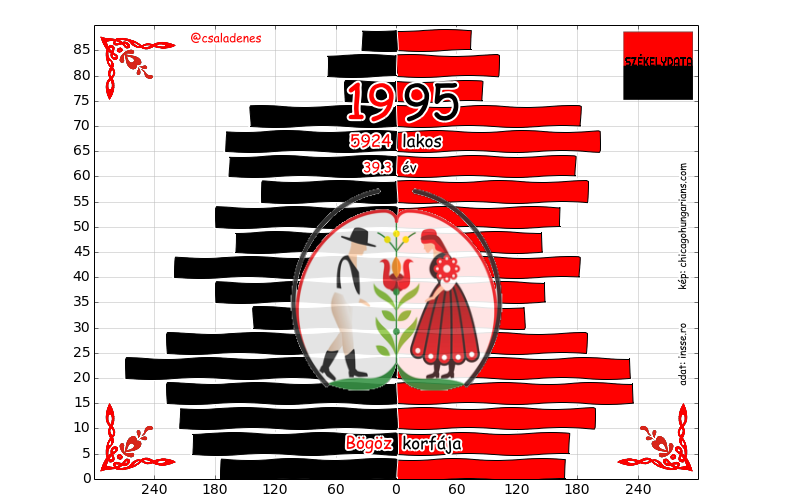 @csaladenes
SZÉKELYDATA
1995
5924 lakos
39.3 év
kép: chicagohungarians.com
adat: insse.ro
Bögöz korfája
85
80
75
70
65
60
55
50
45
40
35
30
25
20
15
10
5
0
240 180 120 60 0 60 120 180 240